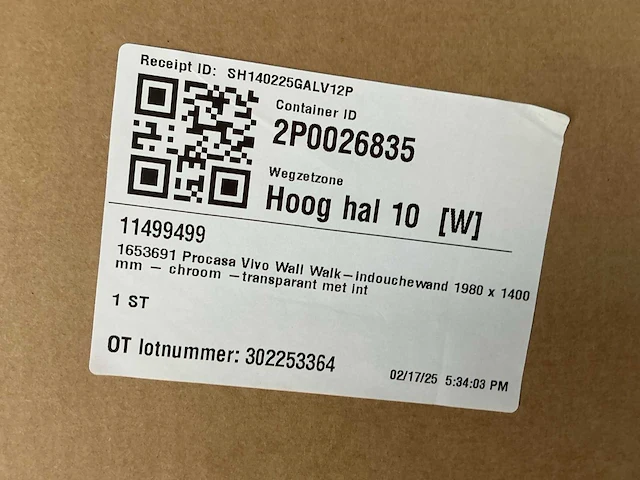 Receipt ID: SH140225GALV12P
Container ID
2P0026835
Wegzetzone
Hoog hal 10 [W]
11499499
1653691 Procasa Vivo Wall Walk-indouchewand 1980 x 1400
mm - chroom -transparant met int
1 ST
OT lotnummer: 302253364
02/17/25 5:34:03 PM